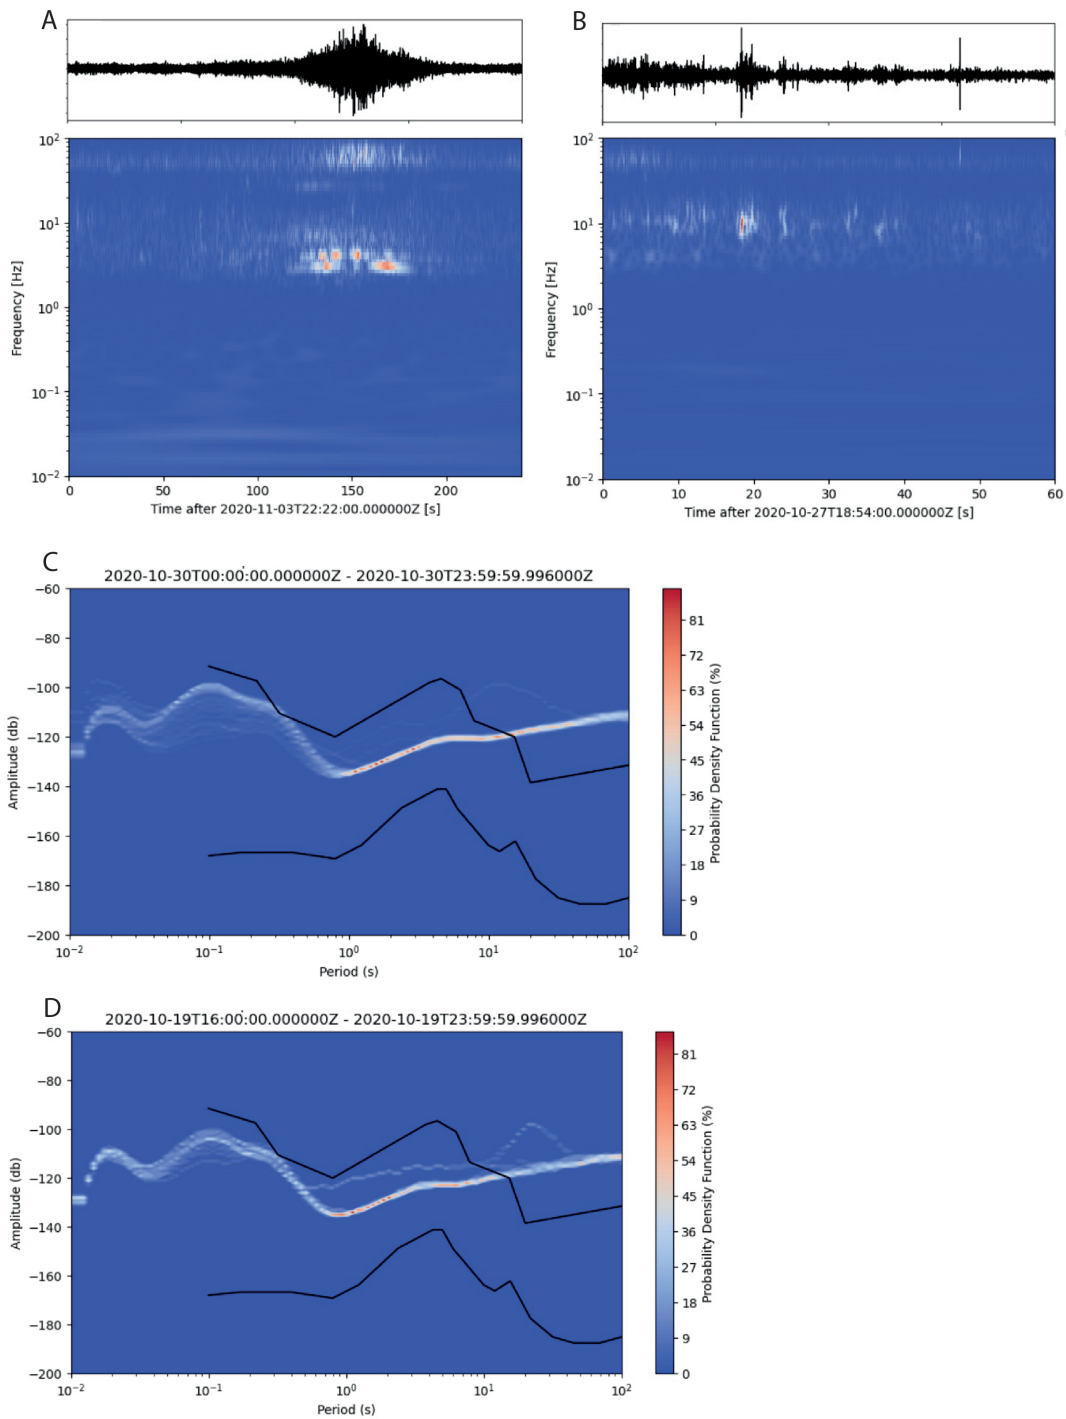 A
B
10²
10¹
10⁰
10⁻¹
10⁻²
Frequency [Hz]
0 50 100 150 200
Time after 2020-11-03T22:22:00.000000Z [s]
10²
10¹
10⁰
10⁻¹
10⁻²
Frequency [Hz]
0 10 20 30 40 50 60
Time after 2020-10-27T18:54:00.000000Z [s]
C
2020-10-30T00:00:00.000000Z - 2020-10-30T23:59:59.996000Z
−60
−80
−100
−120
−140
−160
−180
−200
Amplitude (db)
10⁻² 10⁻¹ 10⁰ 10¹ 10²
Period (s)
81
72
63
54
45
36
27
18
9
0
Probability Density Function (%)
D
2020-10-19T16:00:00.000000Z - 2020-10-19T23:59:59.996000Z
−60
−80
−100
−120
−140
−160
−180
−200
Amplitude (db)
10⁻² 10⁻¹ 10⁰ 10¹ 10²
Period (s)
81
72
63
54
45
36
27
18
9
0
Probability Density Function (%)